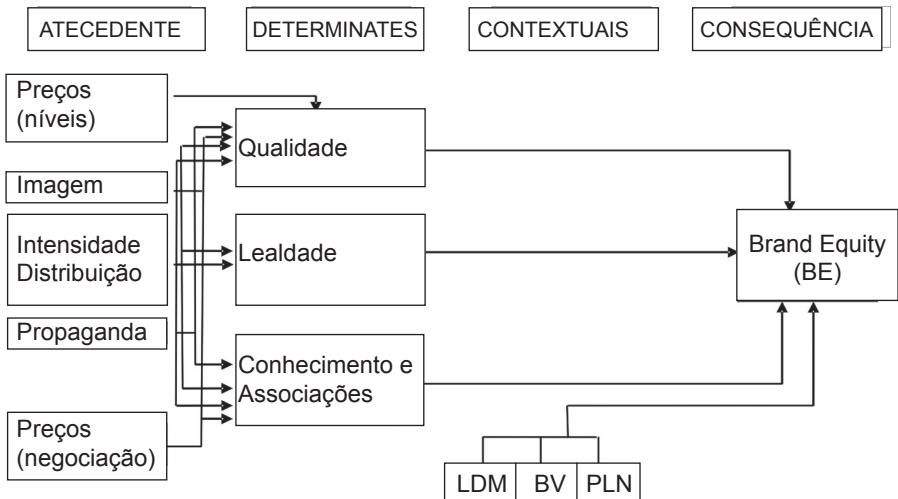 ATECEDENTE
DETERMINATES
CONTEXTUAIS
CONSEQUÊNCIA
Preços
(níveis)
Imagem
Intensidade
Distribuição
Propaganda
Preços
(negociação)
Qualidade
Lealdade
Conhecimento e
Associações
LDM
BV
PLN
Brand Equity
(BE)